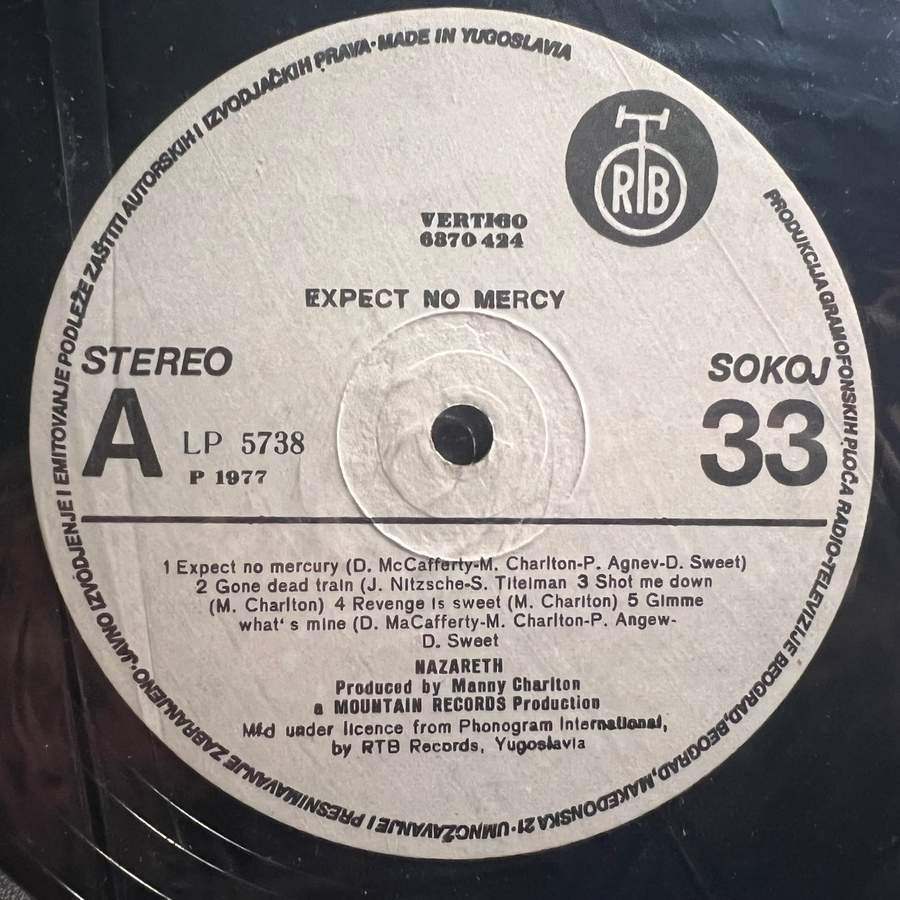 JAVNO IZVODJENJE I EMITOVANJE PODLEŽE ZAŠTITI AUTORSKIH I IZVODJAČKIH PRAVA·MADE IN YUGOSLAVIA
RTB
PRODUKCIJA GRAMOFONSKIH PLOČA RADIO-TELEVIZIJE BEOGRAD, BEOGRAD, MAKEDONSKA 21·UMNOŽAVANJE I PRESNIMAVANJE ZABRANJENO·
VERTIGO
6870 424
EXPECT NO MERCY
STEREO
SOKOJ
A
LP 5738
33
P 1977
1 Expect no mercury (D. McCafferty-M. Charlton-P. Agnev-D. Sweet)
2 Gone dead train (J. Nitzsche-S. Titelman 3 Shot me down
(M. Charlton) 4 Revenge is sweet (M. Charlton) 5 Gimme
what's mine (D. MaCafferty-M. Charlton-P. Angew-
D. Sweet
NAZARETH
Produced by Manny Charlton
a MOUNTAIN RECORDS Production
Mfd under licence from Phonogram International,
by RTB Records, Yugoslavia